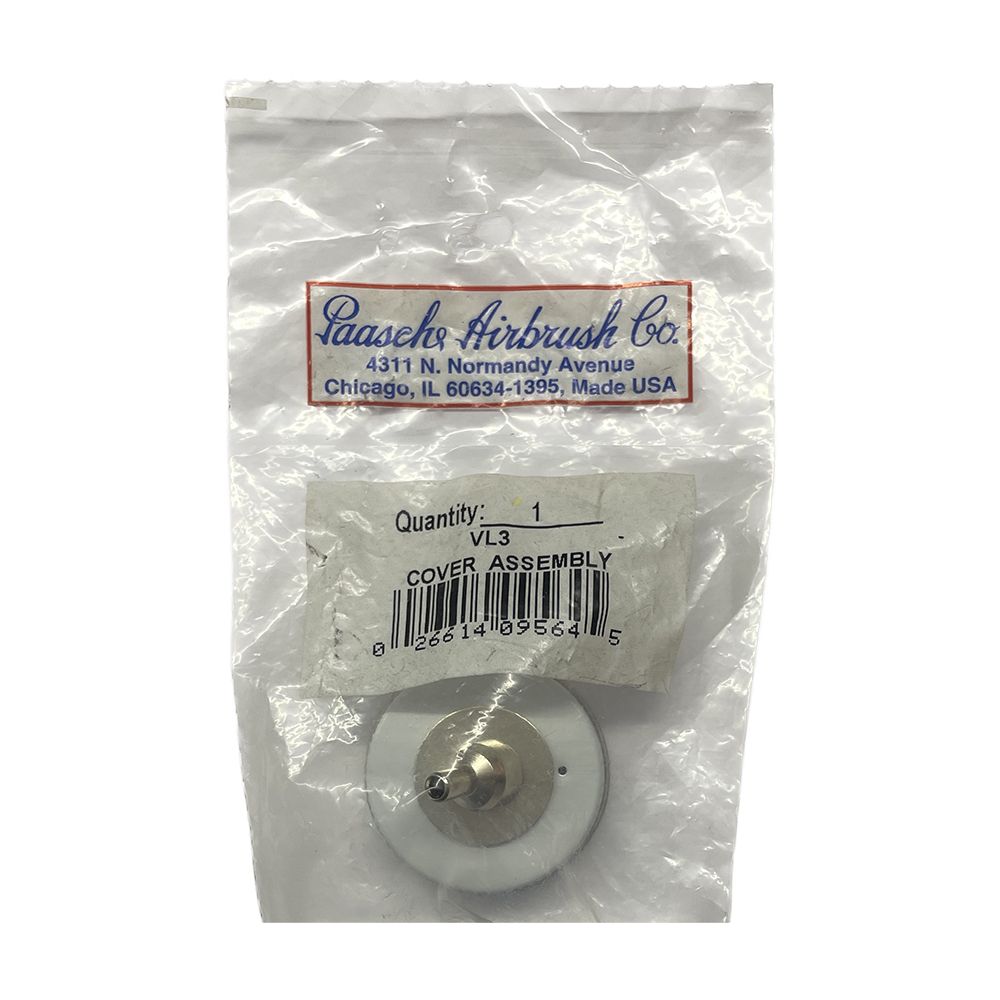 Paasche Airbrush Co.
4311 N. Normandy Avenue
Chicago, IL 60634-1395, Made USA
Quantity: 1
VL3 -
COVER ASSEMBLY
0 26614 09564 5